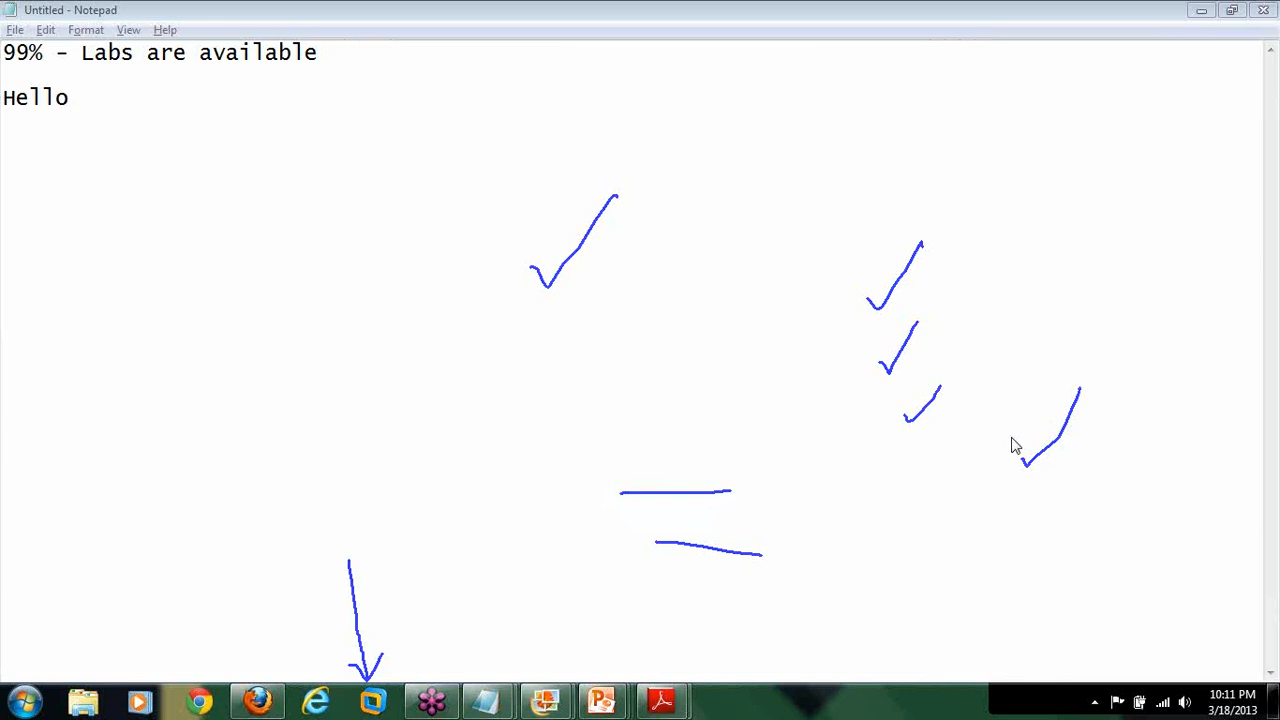 Untitled - Notepad
File Edit Format View Help
99% - Labs are available
Hello
10:11 PM
3/18/2013